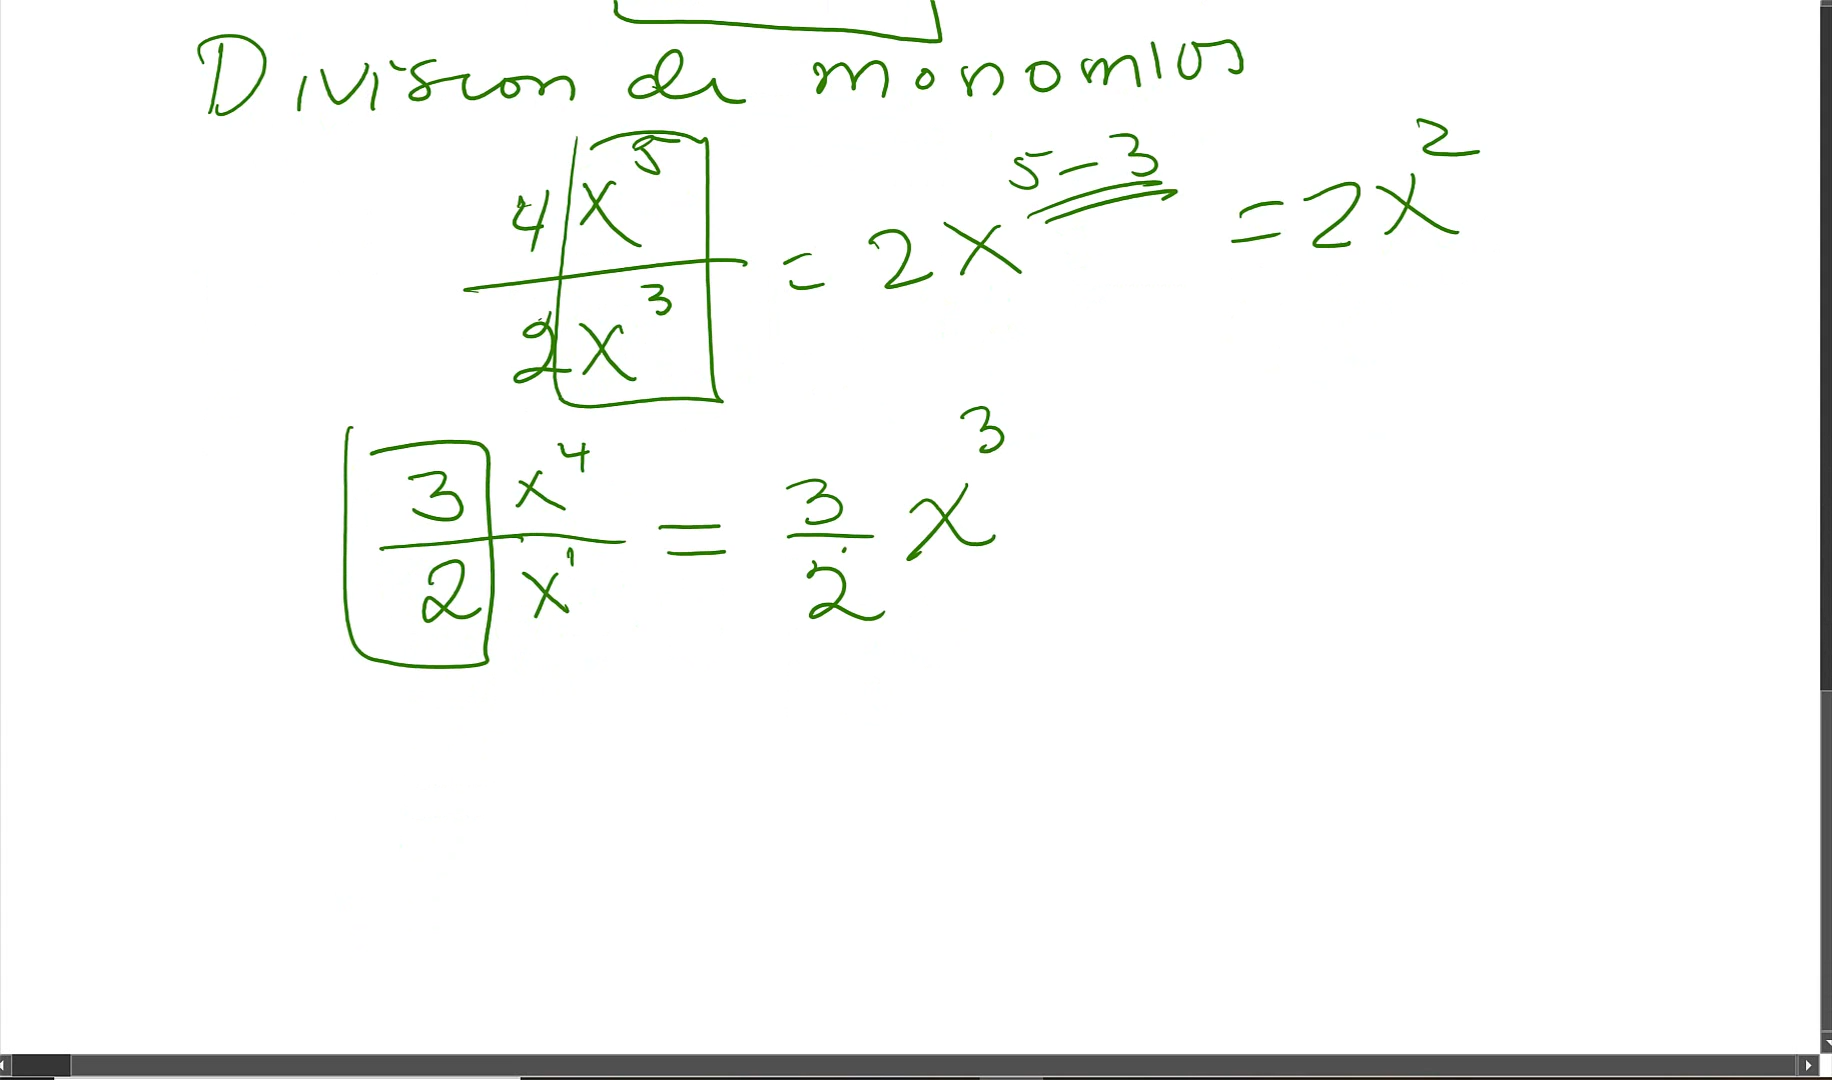 Division de monomios
4x^5 / 2x^3 = 2x^(5-3) = 2x^2
3x^4 / 2x^1 = 3/2 x^3